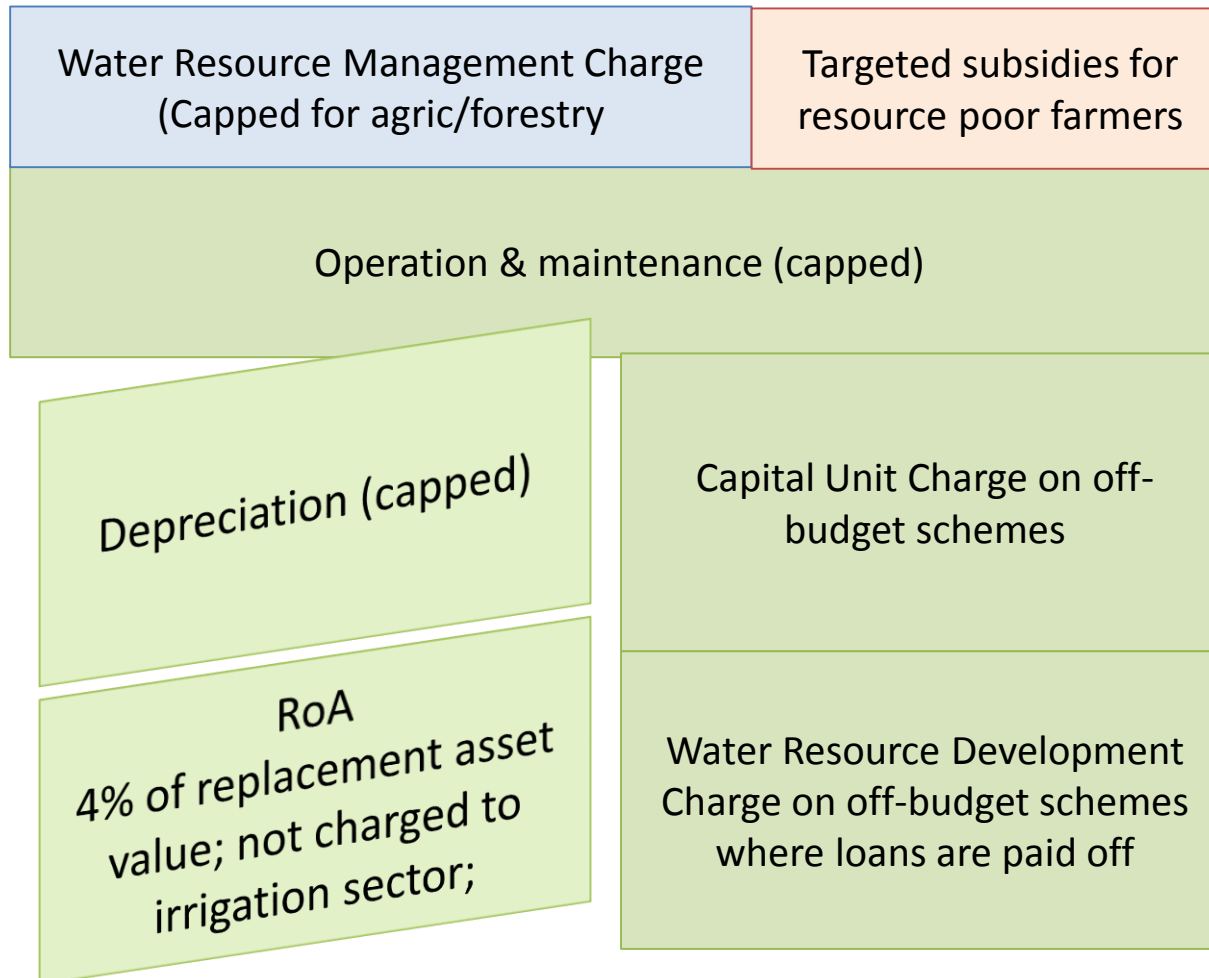 Water Resource Management Charge
(Capped for agric/forestry
Targeted subsidies for
resource poor farmers
Operation & maintenance (capped)
Depreciation (capped)
Capital Unit Charge on off-
budget schemes
RoA
4% of replacement asset
value; not charged to
irrigation sector;
Water Resource Development
Charge on off-budget schemes
where loans are paid off